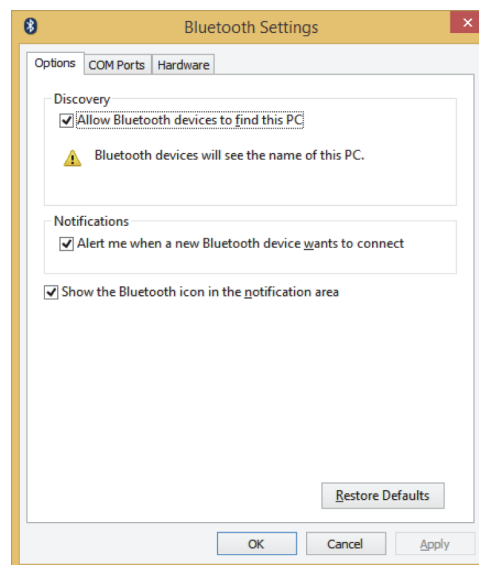 Bluetooth Settings
Options COM Ports Hardware
Discovery
Allow Bluetooth devices to find this PC
Bluetooth devices will see the name of this PC.
Notifications
Alert me when a new Bluetooth device wants to connect
Show the Bluetooth icon in the notification area
Restore Defaults
OK Cancel Apply